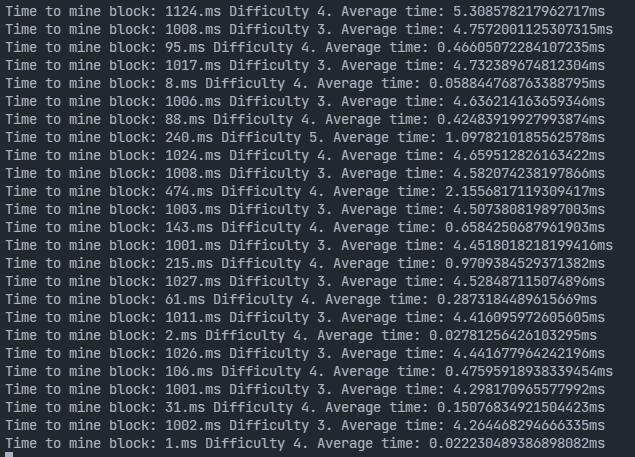 Time to mine block: 1124.ms Difficulty 4. Average time: 5.308578217962717ms
Time to mine block: 1008.ms Difficulty 3. Average time: 4.7572001125307315ms
Time to mine block: 95.ms Difficulty 4. Average time: 0.46605072284107235ms
Time to mine block: 1017.ms Difficulty 3. Average time: 4.732389674812304ms
Time to mine block: 8.ms Difficulty 4. Average time: 0.058844768763388795ms
Time to mine block: 1006.ms Difficulty 3. Average time: 4.636214163659346ms
Time to mine block: 88.ms Difficulty 4. Average time: 0.42483919927993874ms
Time to mine block: 240.ms Difficulty 5. Average time: 1.0978210185562578ms
Time to mine block: 1024.ms Difficulty 4. Average time: 4.659512826163422ms
Time to mine block: 1008.ms Difficulty 3. Average time: 4.582074238197866ms
Time to mine block: 474.ms Difficulty 4. Average time: 2.1556817119309417ms
Time to mine block: 1003.ms Difficulty 3. Average time: 4.507380819897003ms
Time to mine block: 143.ms Difficulty 4. Average time: 0.6584250687961903ms
Time to mine block: 1001.ms Difficulty 3. Average time: 4.4518018218199416ms
Time to mine block: 215.ms Difficulty 4. Average time: 0.9709384529371382ms
Time to mine block: 1027.ms Difficulty 3. Average time: 4.528487115074896ms
Time to mine block: 61.ms Difficulty 4. Average time: 0.2873184489615669ms
Time to mine block: 1011.ms Difficulty 3. Average time: 4.416095972605605ms
Time to mine block: 2.ms Difficulty 4. Average time: 0.02781256426103295ms
Time to mine block: 1026.ms Difficulty 3. Average time: 4.441677964242196ms
Time to mine block: 106.ms Difficulty 4. Average time: 0.47595918938339454ms
Time to mine block: 1001.ms Difficulty 3. Average time: 4.298170965577992ms
Time to mine block: 31.ms Difficulty 4. Average time: 0.15076834921504423ms
Time to mine block: 1002.ms Difficulty 3. Average time: 4.264468294666335ms
Time to mine block: 1.ms Difficulty 4. Average time: 0.022230489386898082ms